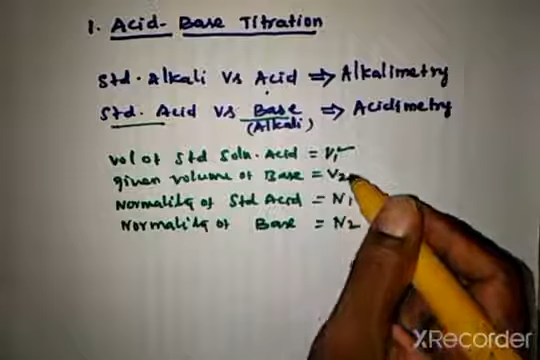 1. Acid-Base Titration
Std. Alkali Vs Acid ⇒ Alkalimetry
Std. Acid vs Base ⇒ Acidimetry
(Alkali)
Vol of Std Soln. Acid = V₁
given volume of Base = V₂
Normality of Std Acid = N₁
Normality of Base = N₂
XRecorder